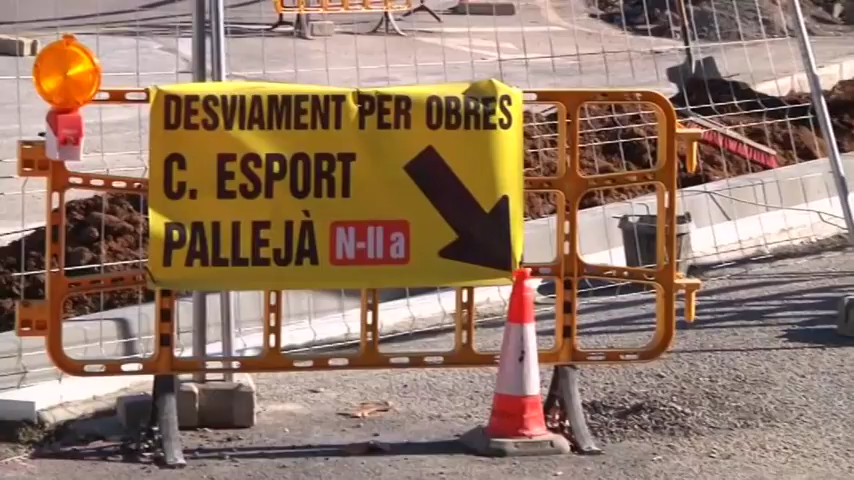 DESVIAMENT PER OBRES
C. ESPORT
PALLEJÀ N-II a